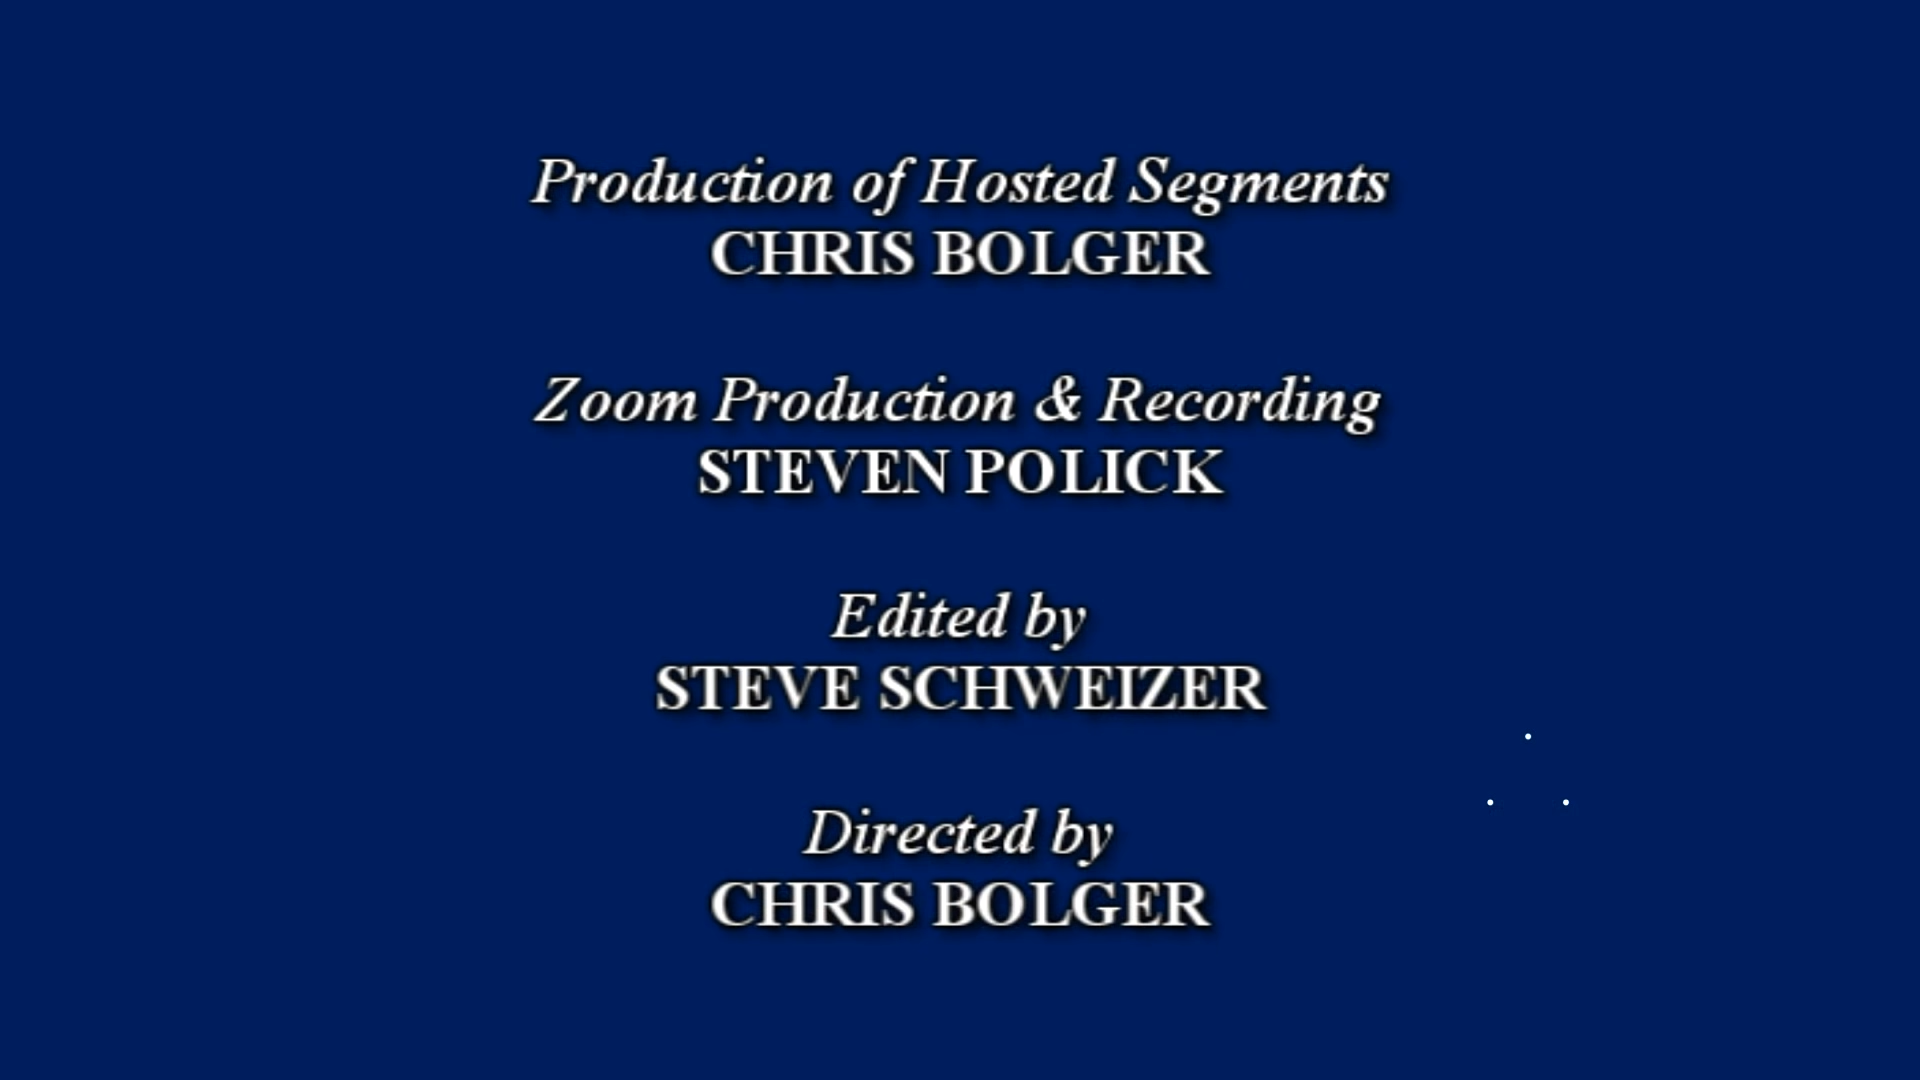 Production of Hosted Segments
CHRIS BOLGER
Zoom Production & Recording
STEVEN POLICK
Edited by
STEVE SCHWEIZER
Directed by
CHRIS BOLGER